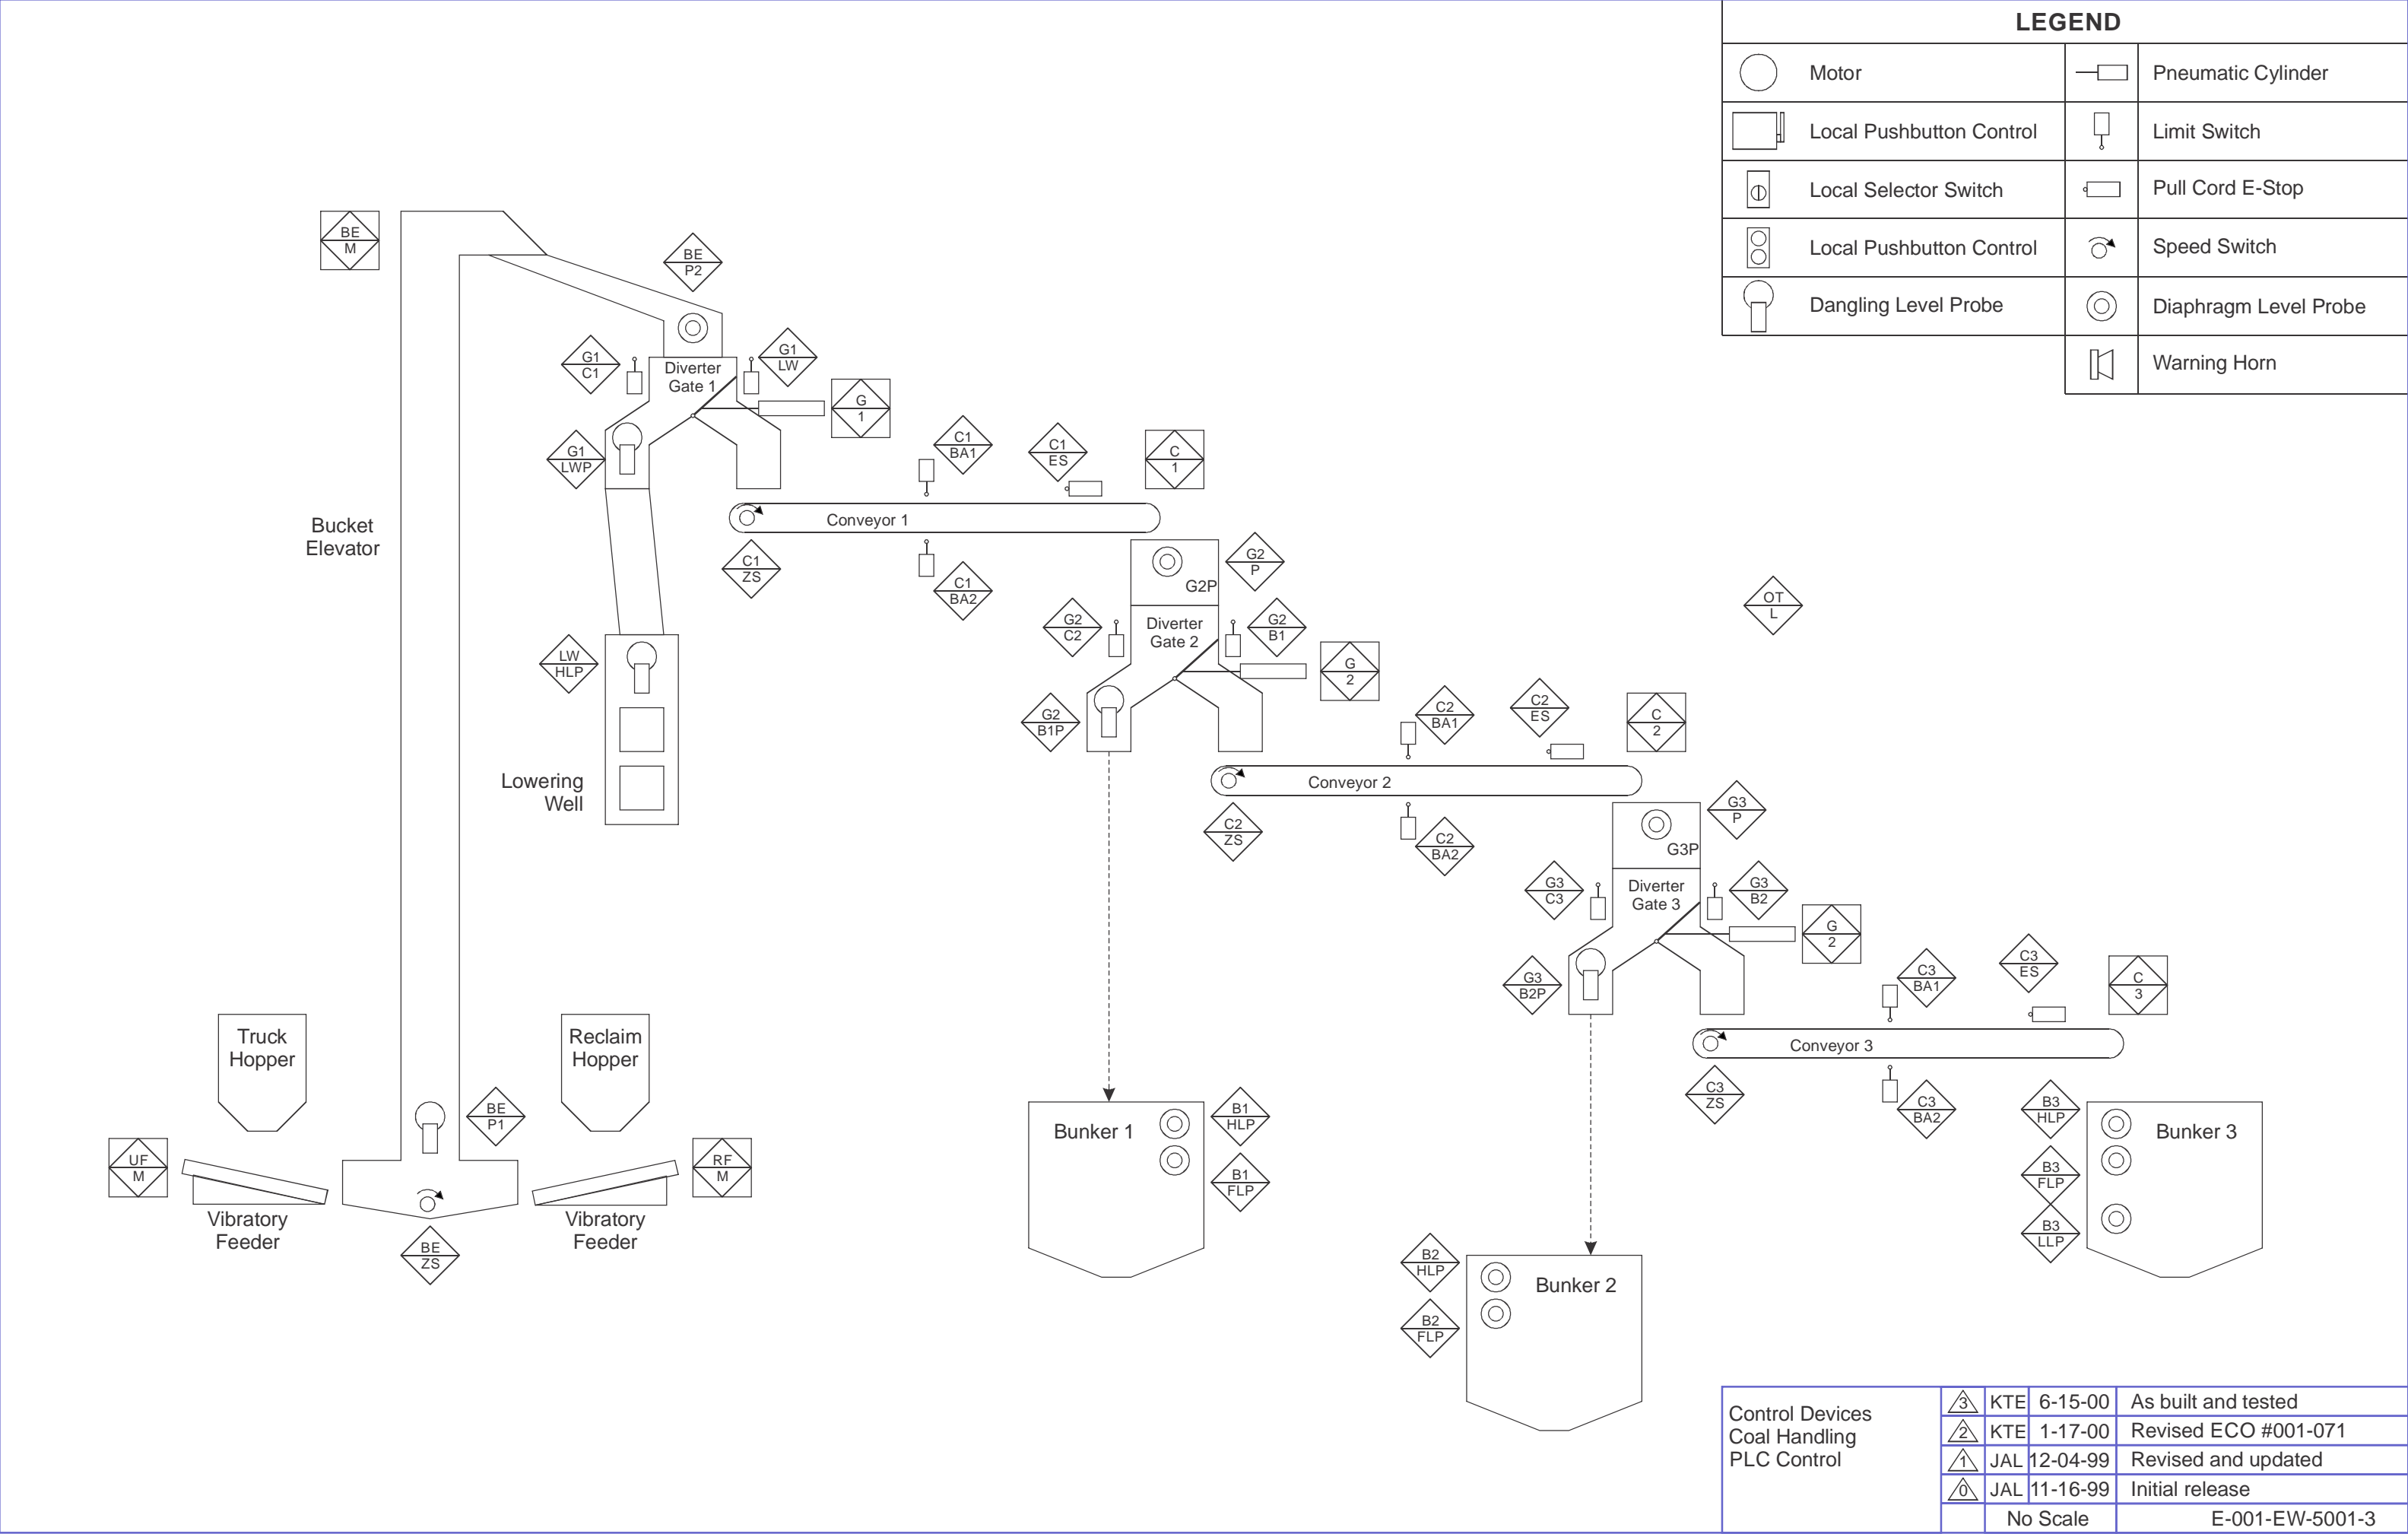 LEGEND
Motor
Pneumatic Cylinder
Local Pushbutton Control
Limit Switch
Local Selector Switch
Pull Cord E-Stop
Local Pushbutton Control
Speed Switch
Dangling Level Probe
Diaphragm Level Probe
Warning Horn
BE
M
BE
P2
G1
C1
Diverter
Gate 1
G1
LW
G
1
G1
LWP
C1
BA1
C1
ES
C
1
Conveyor 1
Bucket
Elevator
C1
ZS
C1
BA2
G2
P
G2P
G2
C2
Diverter
Gate 2
G2
B1
G
2
OT
L
LW
HLP
G2
B1P
C2
BA1
C2
ES
C
2
Lowering
Well
Conveyor 2
C2
ZS
C2
BA2
G3
P
G3P
G3
C3
Diverter
Gate 3
G3
B2
G
2
G3
B2P
C3
BA1
C3
ES
C
3
Conveyor 3
Truck
Hopper
Reclaim
Hopper
C3
ZS
C3
BA2
BE
P1
UF
M
RF
M
Vibratory
Feeder
Vibratory
Feeder
BE
ZS
Bunker 1
B1
HLP
B1
FLP
B2
HLP
B2
FLP
Bunker 2
B3
HLP
B3
FLP
B3
LLP
Bunker 3
Control Devices
Coal Handling
PLC Control
3 KTE 6-15-00 As built and tested
2 KTE 1-17-00 Revised ECO #001-071
1 JAL 12-04-99 Revised and updated
0 JAL 11-16-99 Initial release
No Scale E-001-EW-5001-3